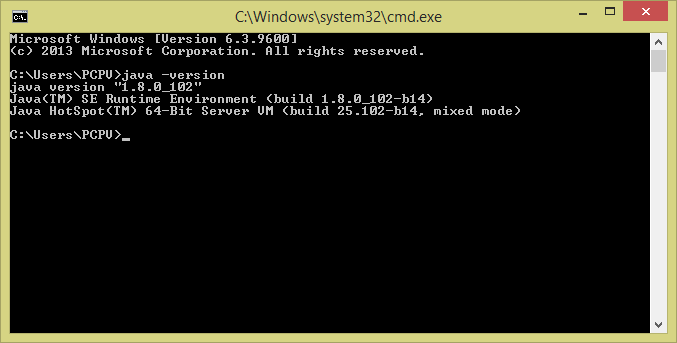 C:\Windows\system32\cmd.exe
Microsoft Windows [Version 6.3.9600]
(c) 2013 Microsoft Corporation. All rights reserved.
C:\Users\PCPV>java -version
java version "1.8.0_102"
Java(TM) SE Runtime Environment (build 1.8.0_102-b14)
Java HotSpot(TM) 64-Bit Server VM (build 25.102-b14, mixed mode)
C:\Users\PCPV>_